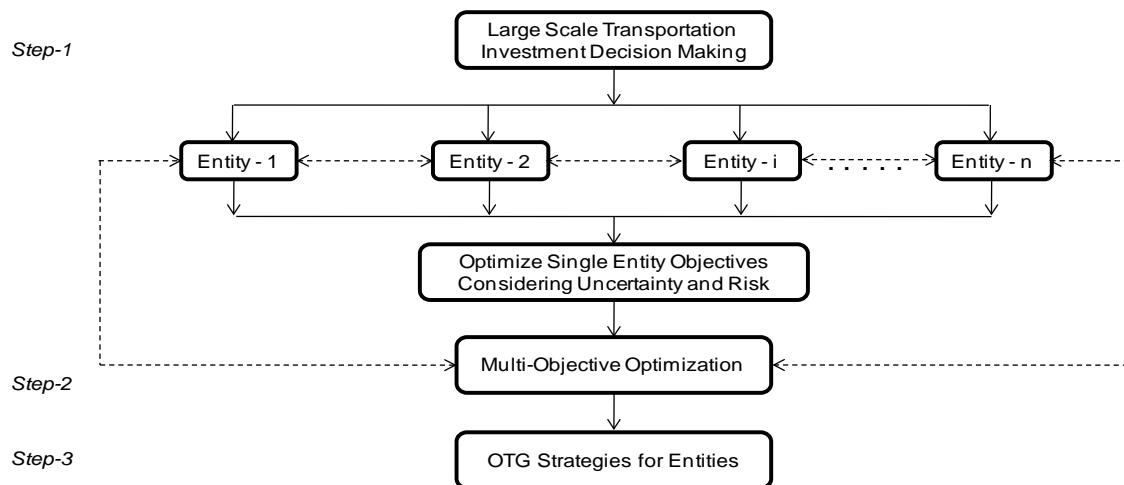 Step-1
Large Scale Transportation
Investment Decision Making
Entity - 1
Entity - 2
Entity - i
. . . . .
Entity - n
Optimize Single Entity Objectives
Considering Uncertainty and Risk
Multi-Objective Optimization
Step-2
Step-3
OTG Strategies for Entities